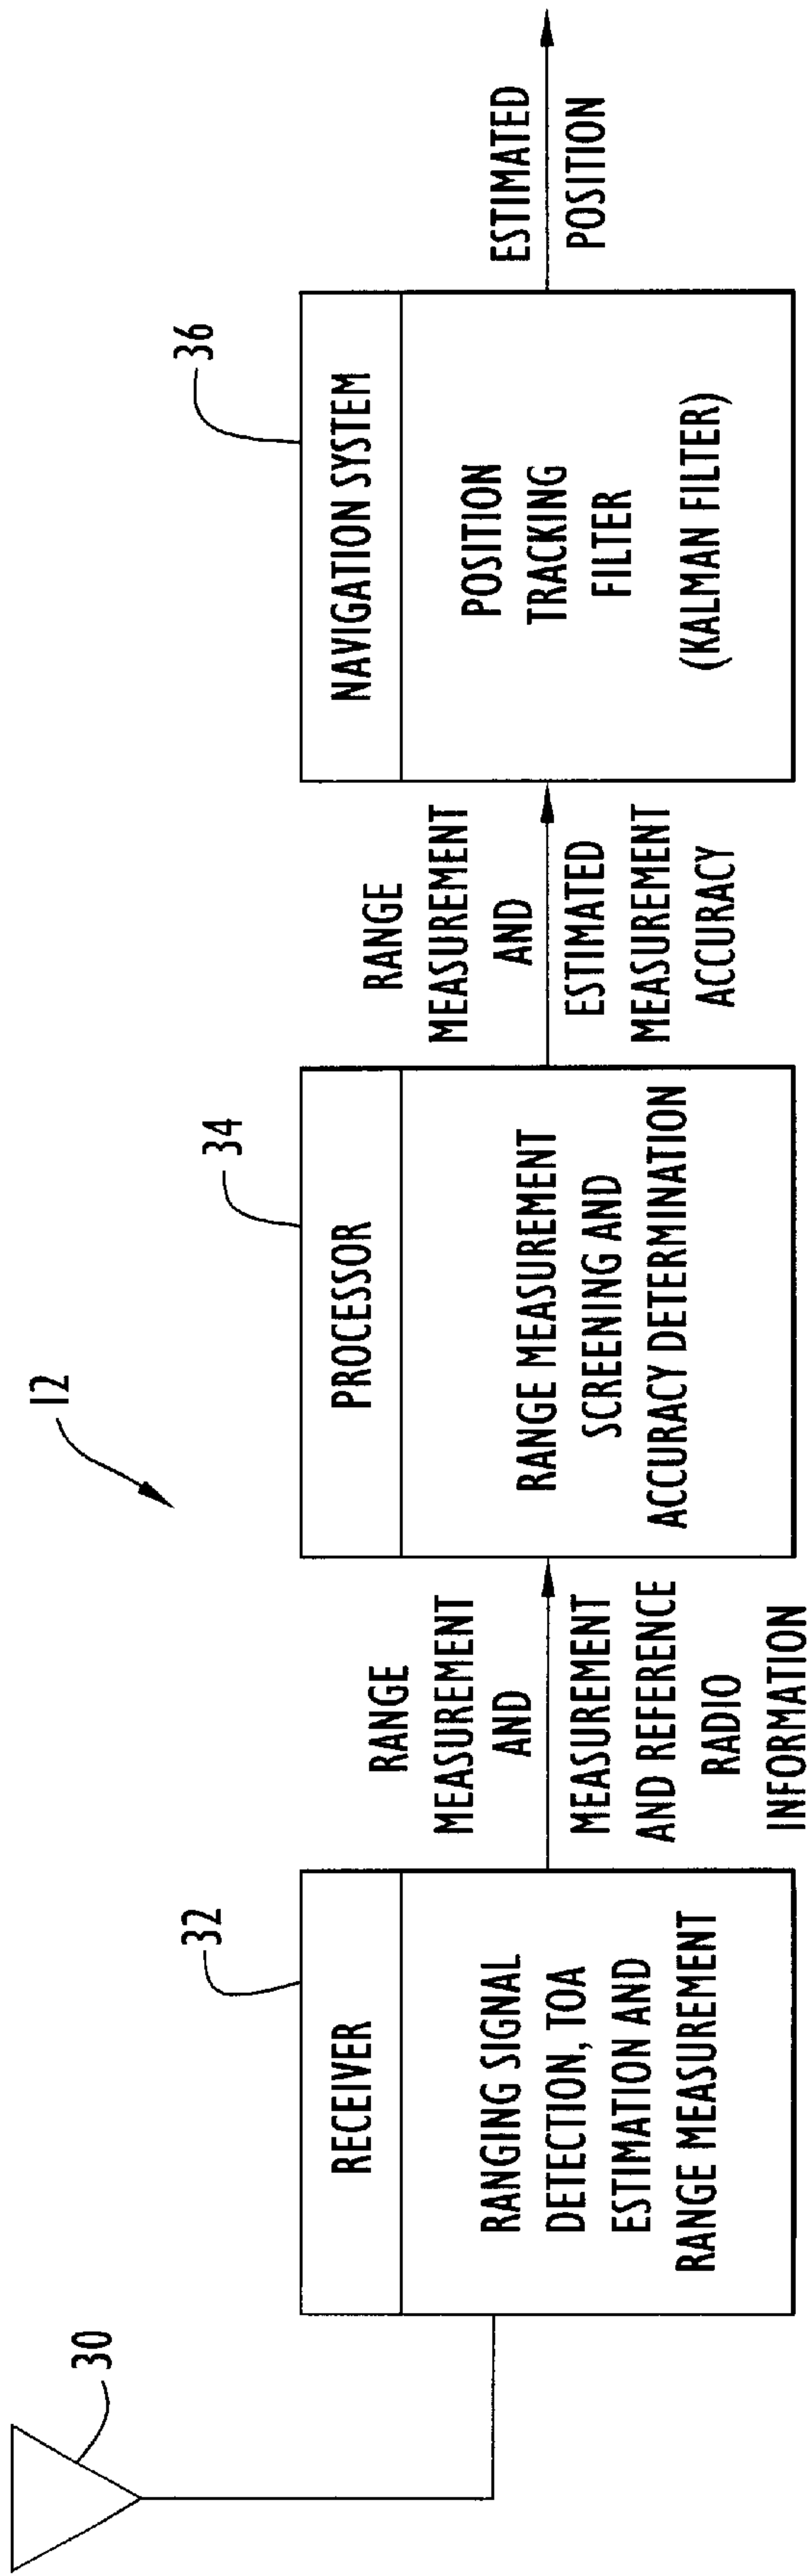 12
30
32
RECEIVER
RANGING SIGNAL
DETECTION, TOA
ESTIMATION AND
RANGE MEASUREMENT
RANGE
MEASUREMENT
AND
MEASUREMENT
AND REFERENCE
RADIO
INFORMATION
34
PROCESSOR
RANGE MEASUREMENT
SCREENING AND
ACCURACY DETERMINATION
RANGE
MEASUREMENT
AND
ESTIMATED
MEASUREMENT
ACCURACY
36
NAVIGATION SYSTEM
POSITION
TRACKING
FILTER
(KALMAN FILTER)
ESTIMATED
POSITION